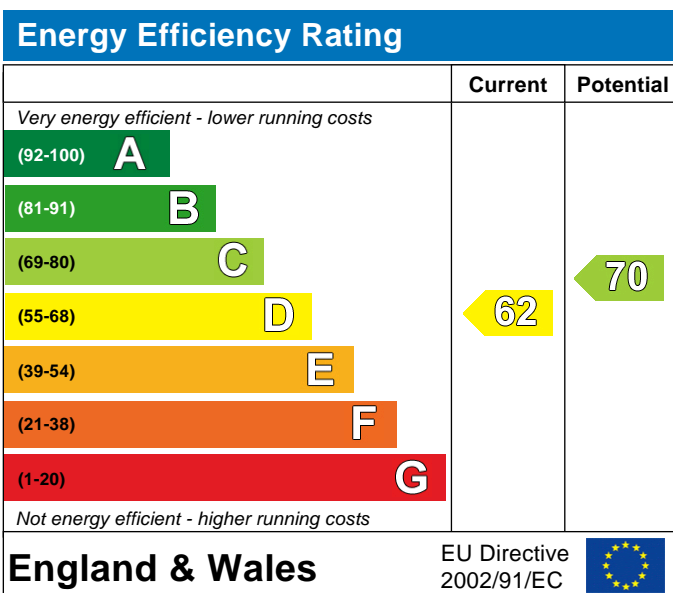 Energy Efficiency Rating
Current Potential
Very energy efficient - lower running costs
(92-100) A
(81-91) B
(69-80) C
70
(55-68) D
62
(39-54) E
(21-38) F
(1-20) G
Not energy efficient - higher running costs
England & Wales
EU Directive
2002/91/EC